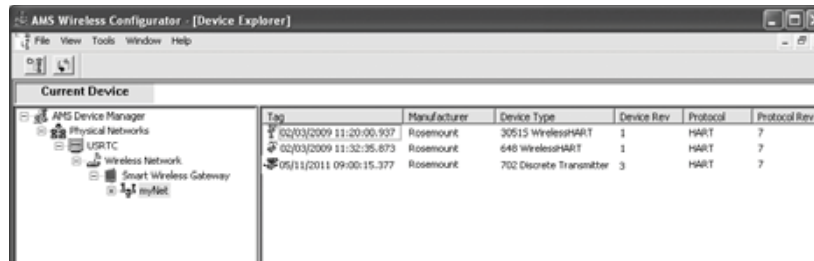 AMS Wireless Configurator - [Device Explorer]
File View Tools Window Help
Current Device
AMS Device Manager
Physical Networks
USRTC
Wireless Network
Smart Wireless Gateway
myNet
Tag Manufacturer Device Type Device Rev Protocol Protocol Rev
02/03/2009 11:20:00.937 Rosemount 3051S WirelessHART 1 HART 7
02/03/2009 11:32:35.873 Rosemount 648 WirelessHART 1 HART 7
05/11/2011 09:00:15.377 Rosemount 702 Discrete Transmitter 3 HART 7